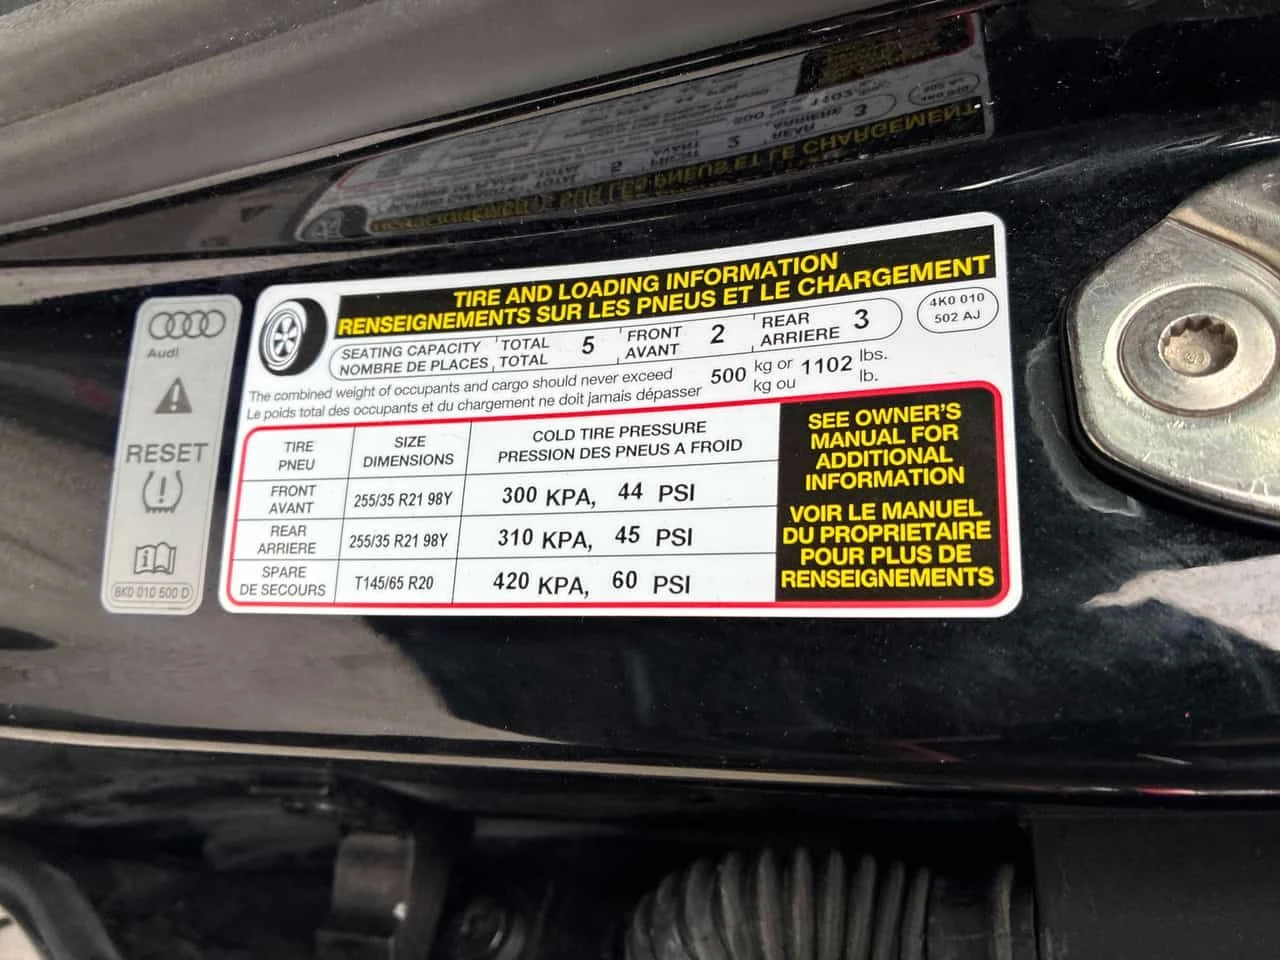 Audi
RESET
8K0 010 500 D
TIRE AND LOADING INFORMATION
RENSEIGNEMENTS SUR LES PNEUS ET LE CHARGEMENT
SEATING CAPACITY TOTAL 5 FRONT 2 REAR 3
NOMBRE DE PLACES TOTAL AVANT ARRIERE
4K0 010
502 AJ
The combined weight of occupants and cargo should never exceed 500 kg or 1102 lbs.
Le poids total des occupants et du chargement ne doit jamais dépasser kg ou lb.
TIRE SIZE COLD TIRE PRESSURE
PNEU DIMENSIONS PRESSION DES PNEUS A FROID
FRONT
AVANT 255/35 R21 98Y 300 KPA, 44 PSI
REAR
ARRIERE 255/35 R21 98Y 310 KPA, 45 PSI
SPARE
DE SECOURS T145/65 R20 420 KPA, 60 PSI
SEE OWNER'S
MANUAL FOR
ADDITIONAL
INFORMATION
VOIR LE MANUEL
DU PROPRIETAIRE
POUR PLUS DE
RENSEIGNEMENTS